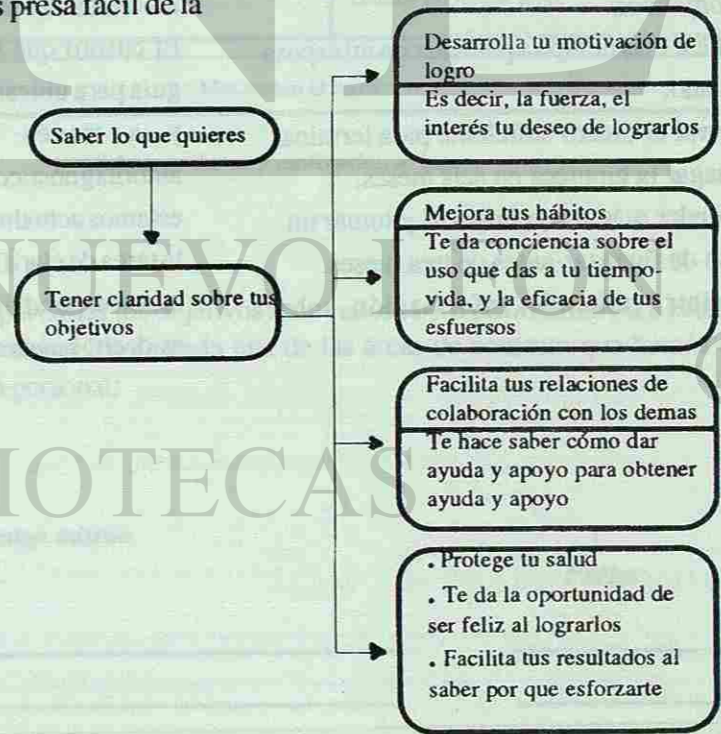 s presa fácil de la
Saber lo que quieres
Tener claridad sobre tus
objetivos
Desarrolla tu motivación de
logro
Es decir, la fuerza, el
interés tu deseo de lograrlos
Mejora tus hábitos
Te da conciencia sobre el
uso que das a tu tiempo-
vida, y la eficacia de tus
esfuersos
Facilita tus relaciones de
colaboración con los demas
Te hace saber cómo dar
ayuda y apoyo para obtener
ayuda y apoyo
. Protege tu salud
. Te da la oportunidad de
ser feliz al lograrlos
. Facilita tus resultados al
saber por que esforzarte
NUEVO LEÓN
IOTECAS